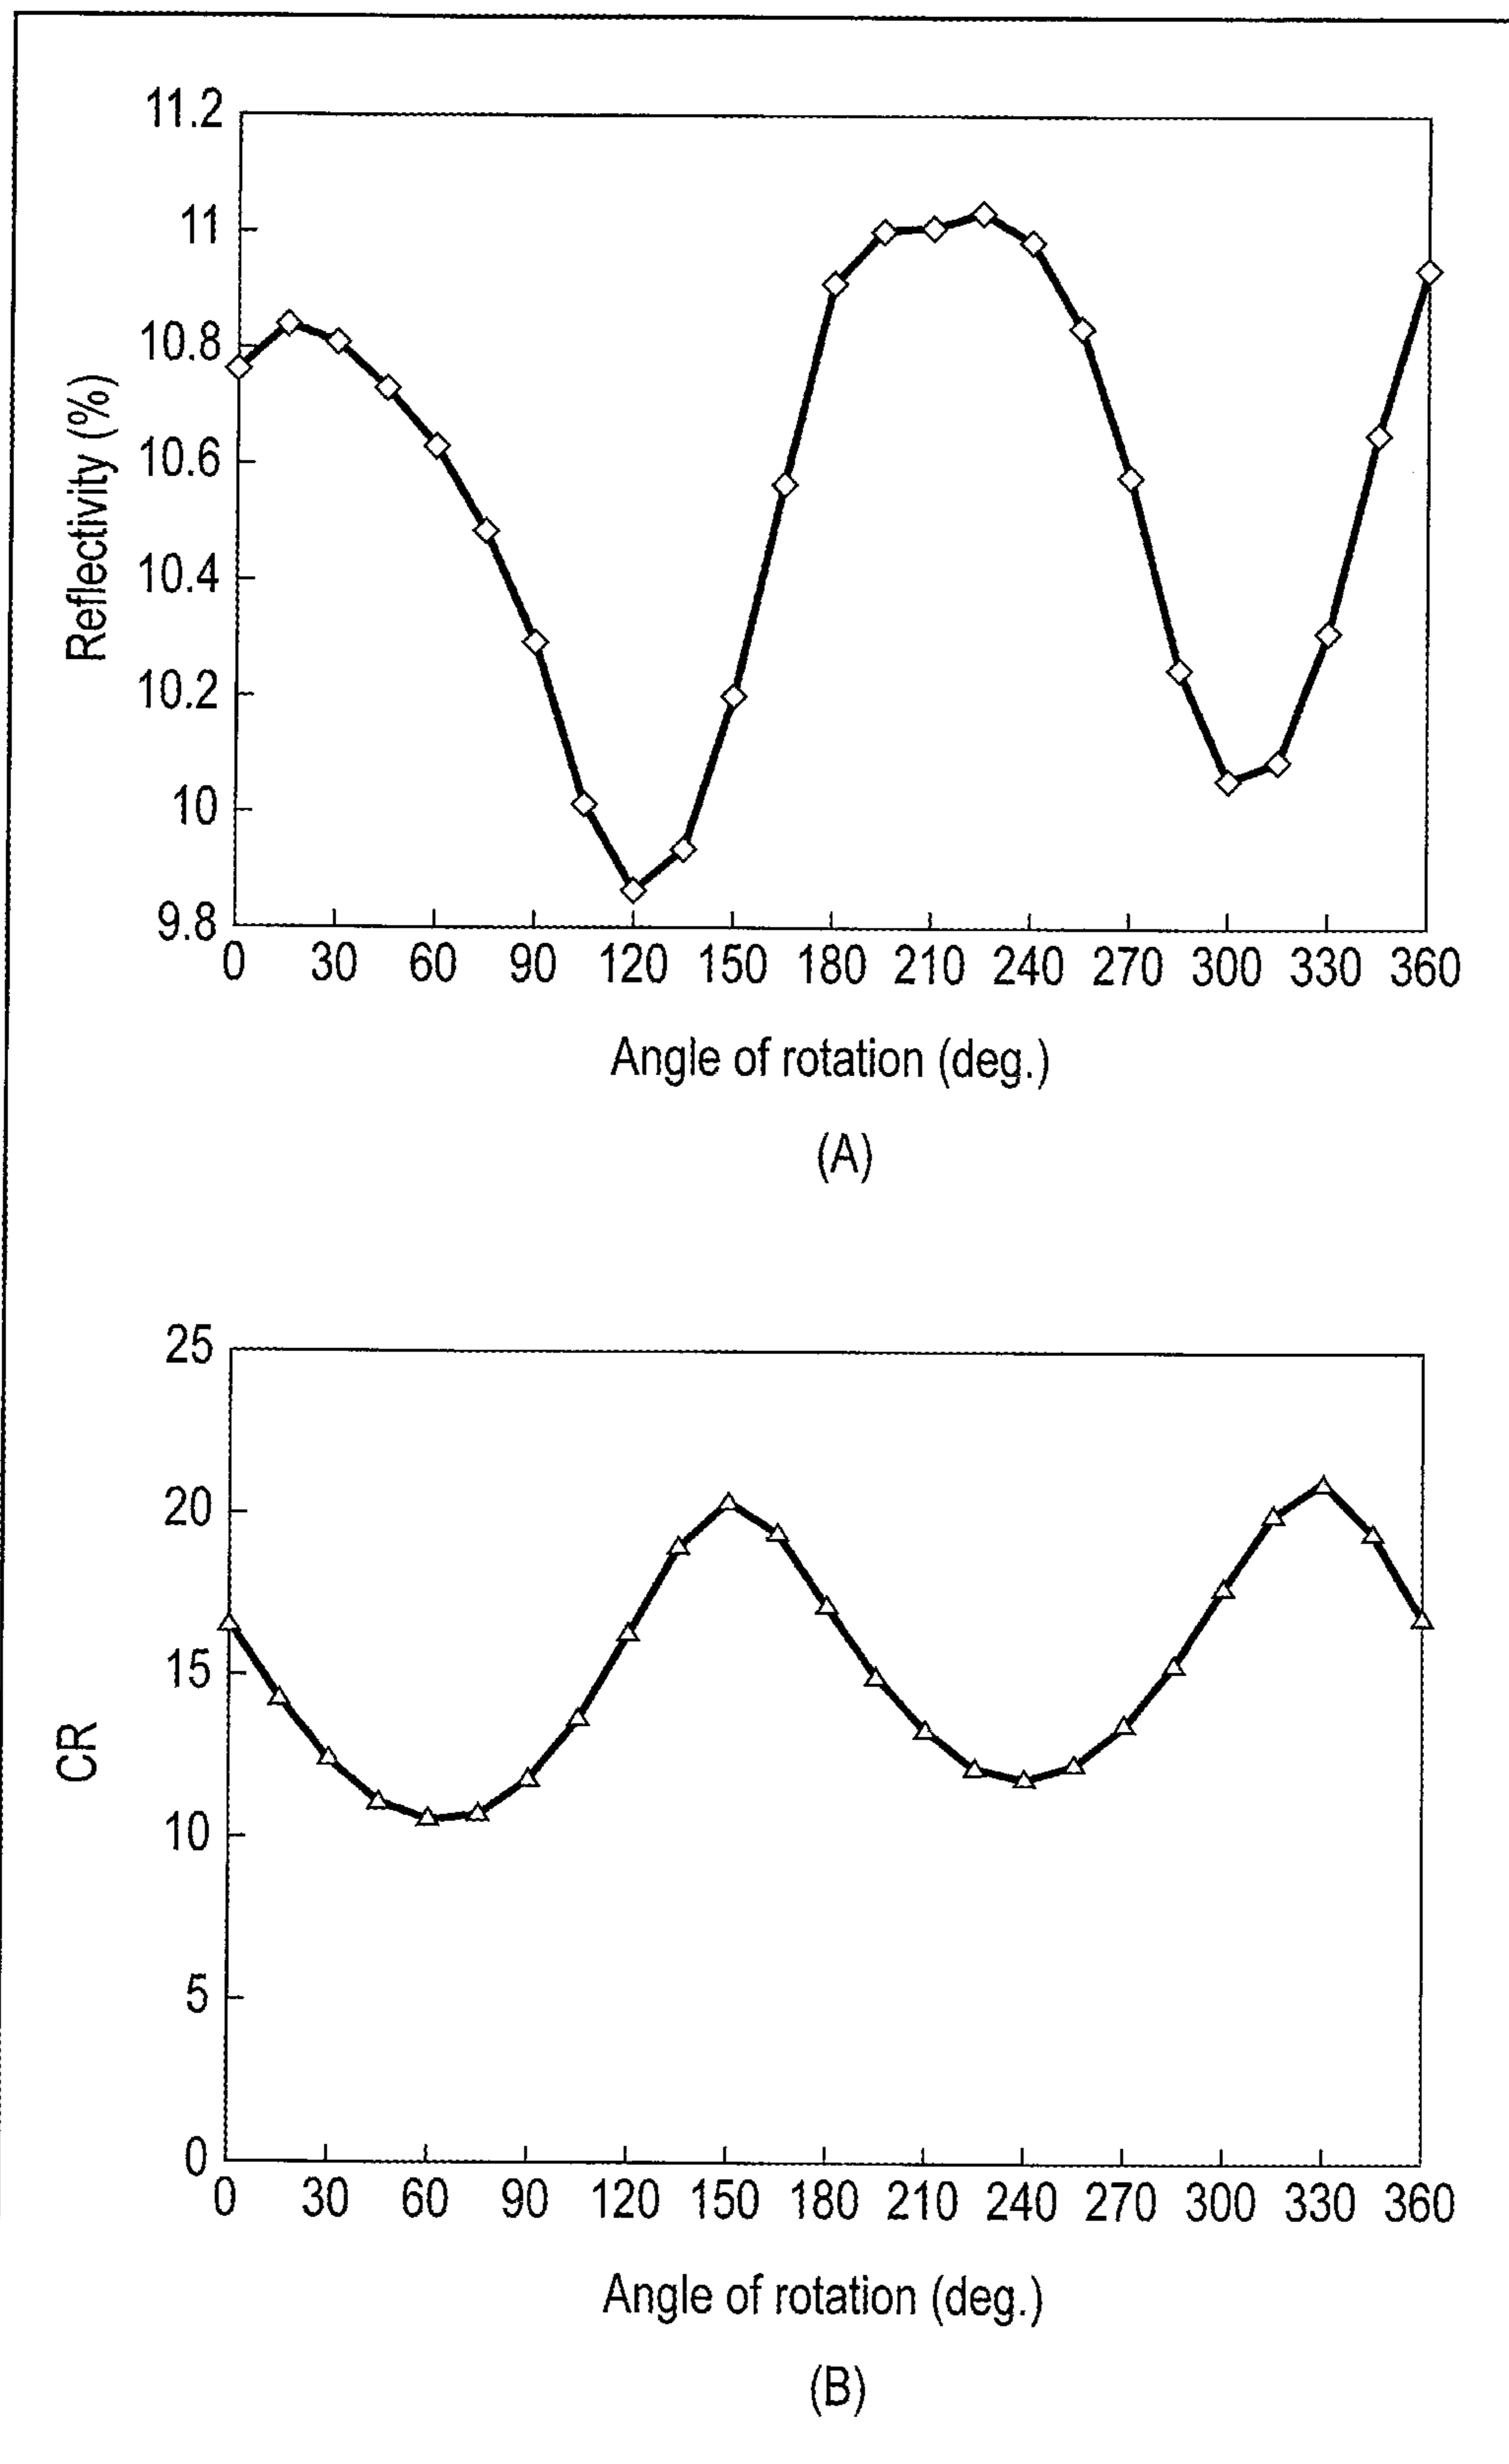 11.2
11
10.8
10.6
10.4
10.2
10
9.8
Reflectivity (%)
0 30 60 90 120 150 180 210 240 270 300 330 360
Angle of rotation (deg.)
(A)
25
20
15
10
5
0
CR
0 30 60 90 120 150 180 210 240 270 300 330 360
Angle of rotation (deg.)
(B)